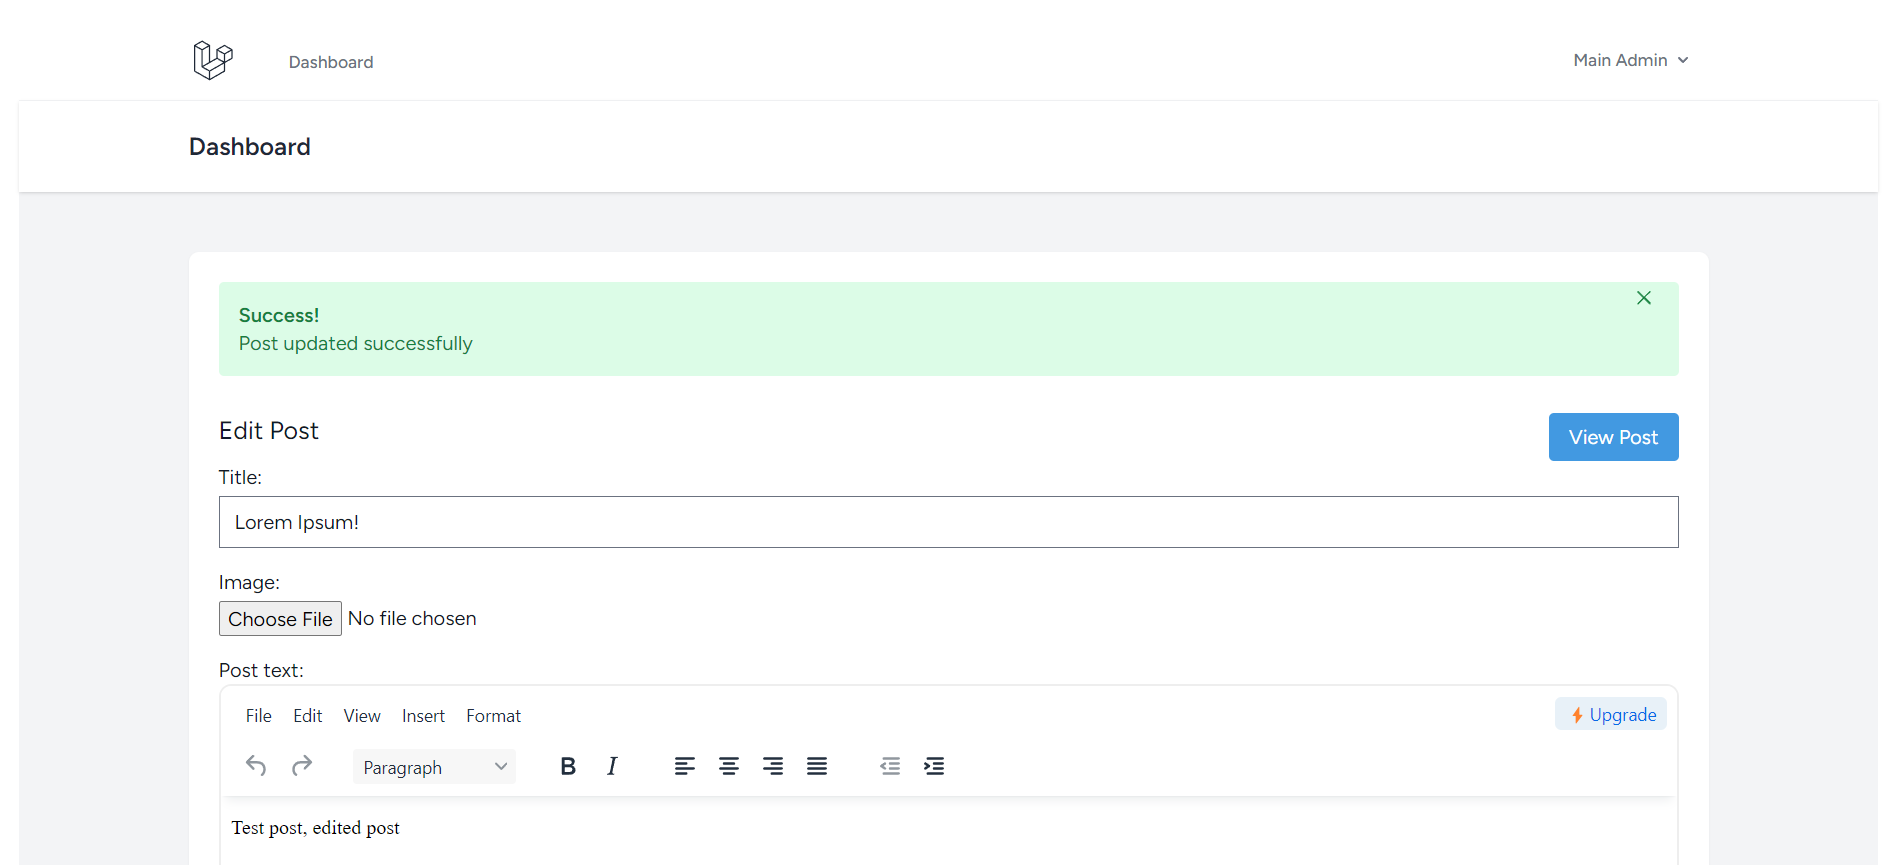 Dashboard
Main Admin
Dashboard
Success!
Post updated successfully
Edit Post
View Post
Title:
Lorem Ipsum!
Image:
Choose File No file chosen
Post text:
File Edit View Insert Format
Upgrade
Paragraph B I
Test post, edited post